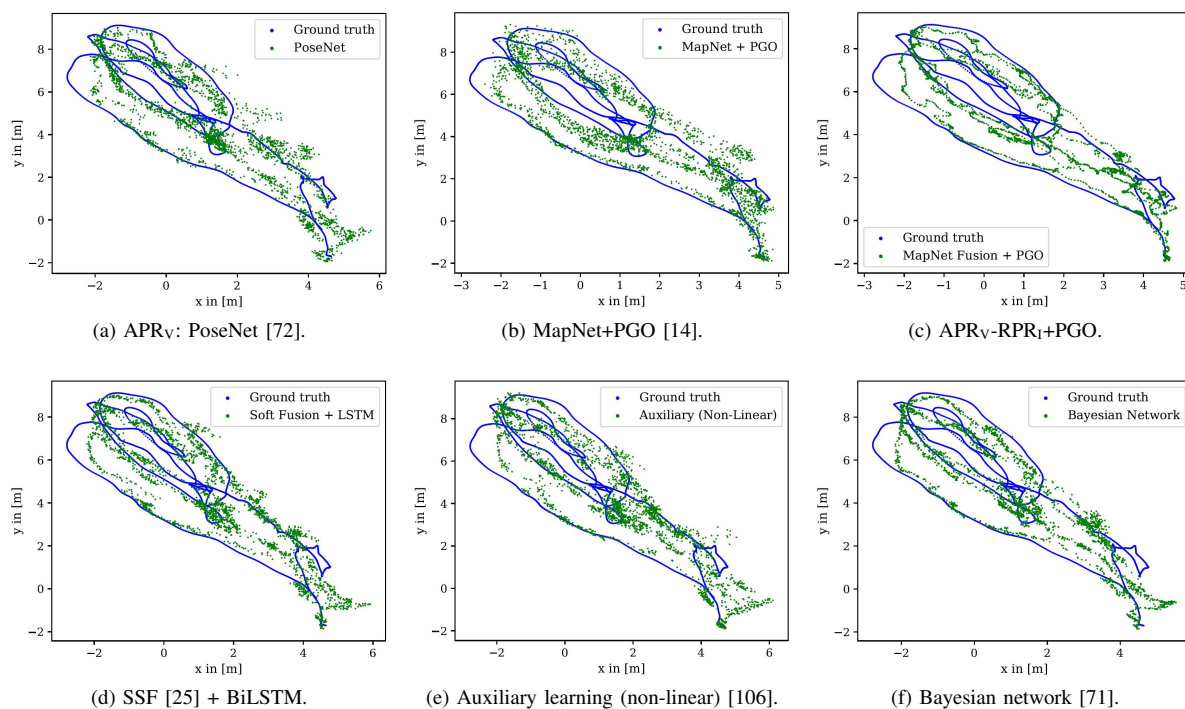 Ground truth
PoseNet
8
6
4
2
0
−2
y in [m]
−2
0
2
4
6
x in [m]
(a) APRV: PoseNet [72].
Ground truth
MapNet + PGO
8
6
4
2
0
−2
y in [m]
−3
−2
−1
0
1
2
3
4
5
x in [m]
(b) MapNet+PGO [14].
8
6
4
2
0
−2
y in [m]
Ground truth
MapNet Fusion + PGO
−3
−2
−1
0
1
2
3
4
5
x in [m]
(c) APRV-RPRI+PGO.
Ground truth
Soft Fusion + LSTM
8
6
4
2
0
−2
y in [m]
−2
0
2
4
6
x in [m]
(d) SSF [25] + BiLSTM.
Ground truth
Auxiliary (Non-Linear)
8
6
4
2
0
−2
y in [m]
−2
0
2
4
6
x in [m]
(e) Auxiliary learning (non-linear) [106].
Ground truth
Bayesian Network
8
6
4
2
0
−2
y in [m]
−2
0
2
4
x in [m]
(f) Bayesian network [71].